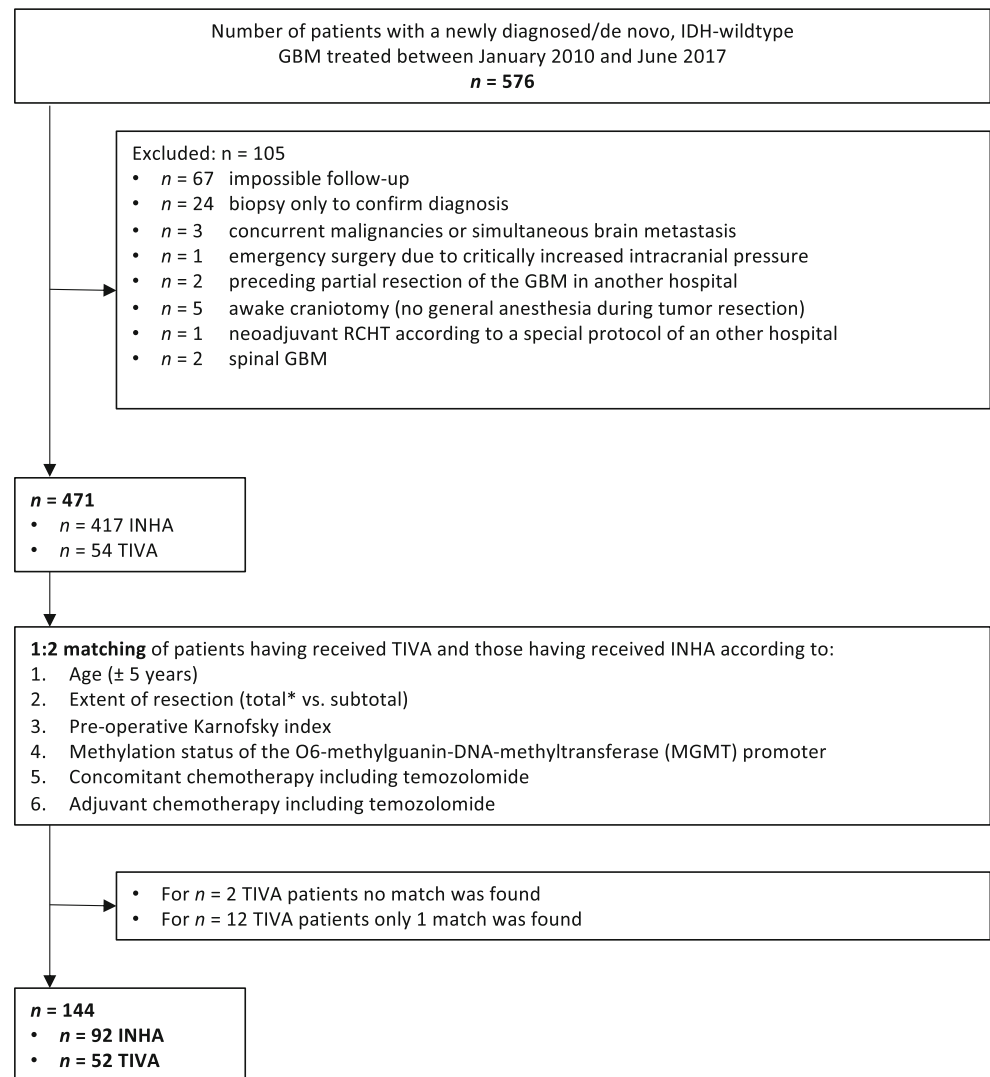 Number of patients with a newly diagnosed/de novo, IDH-wildtype
GBM treated between January 2010 and June 2017
n = 576
Excluded: n = 105
• n = 67 impossible follow-up
• n = 24 biopsy only to confirm diagnosis
• n = 3 concurrent malignancies or simultaneous brain metastasis
• n = 1 emergency surgery due to critically increased intracranial pressure
• n = 2 preceding partial resection of the GBM in another hospital
• n = 5 awake craniotomy (no general anesthesia during tumor resection)
• n = 1 neoadjuvant RCHT according to a special protocol of an other hospital
• n = 2 spinal GBM
n = 471
• n = 417 INHA
• n = 54 TIVA
1:2 matching of patients having received TIVA and those having received INHA according to:
1. Age (± 5 years)
2. Extent of resection (total* vs. subtotal)
3. Pre-operative Karnofsky index
4. Methylation status of the O6-methylguanin-DNA-methyltransferase (MGMT) promoter
5. Concomitant chemotherapy including temozolomide
6. Adjuvant chemotherapy including temozolomide
• For n = 2 TIVA patients no match was found
• For n = 12 TIVA patients only 1 match was found
n = 144
• n = 92 INHA
• n = 52 TIVA